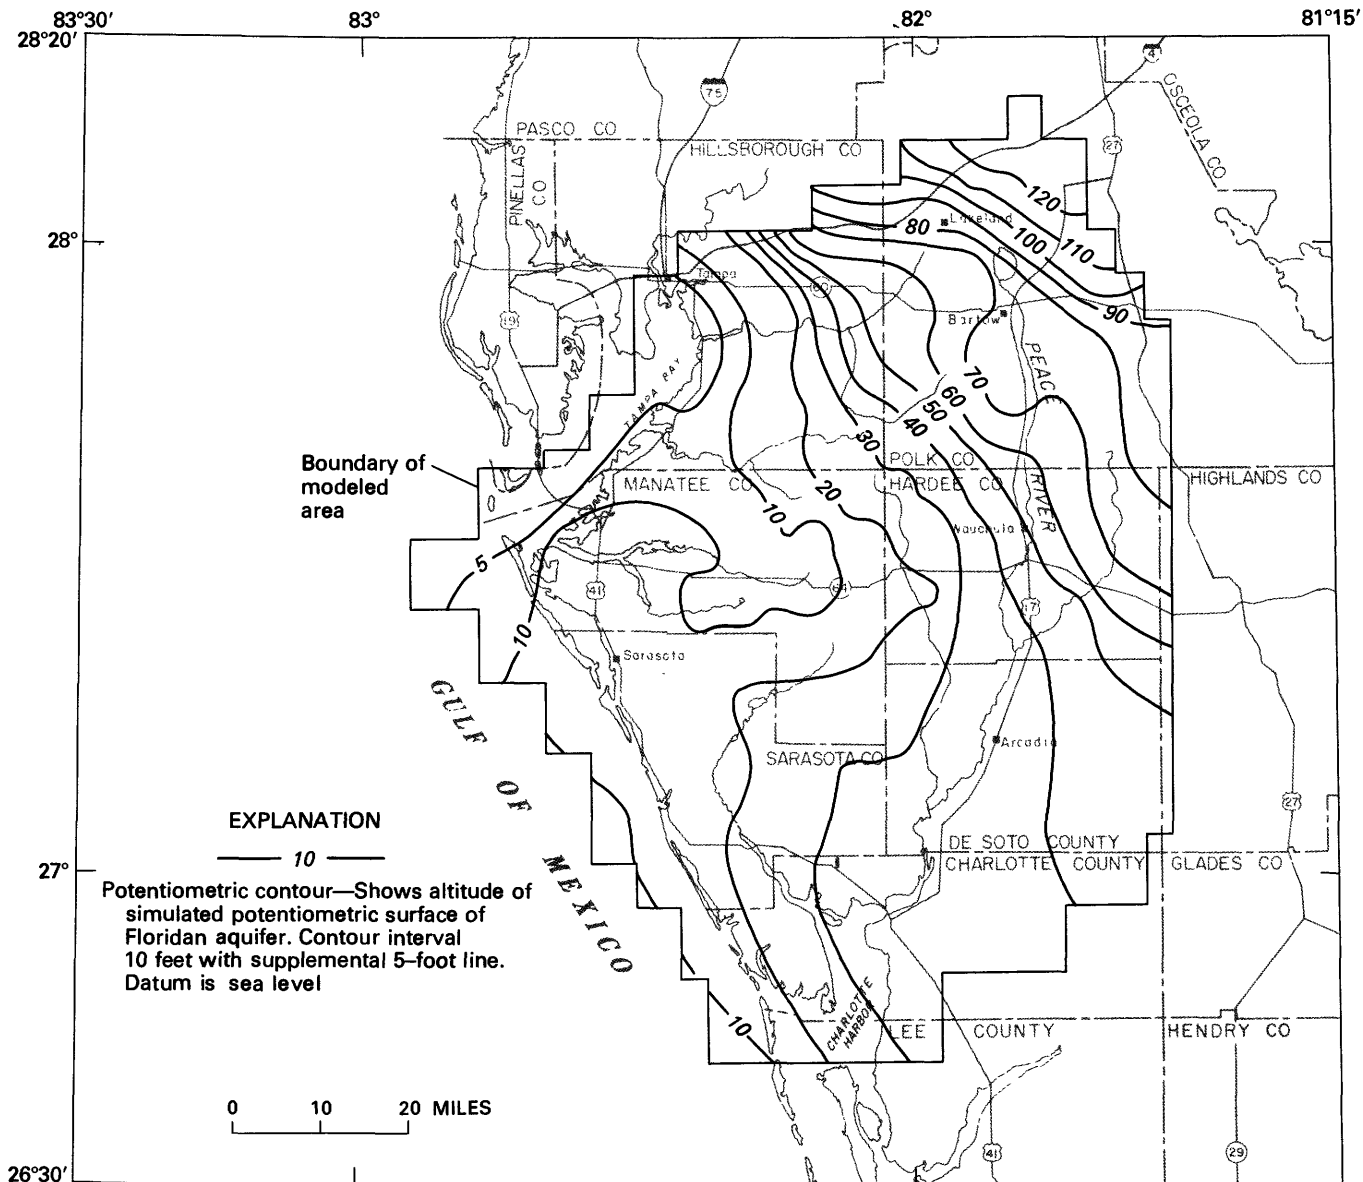 83°30'
83°
82°
81°15'
28°20'
4
75
OSCEOLA CO
PASCO CO
27
HILLSBOROUGH CO
PINELLAS CO
120
Lakeland
80
100
110
28°
Tampa
60
90
19
Bartow
PEACE RIVER
TAMPA BAY
70
60
50
40
30
POLK CO
Boundary of
modeled
area
MANATEE CO
HARDEE CO
HIGHLANDS CO
20
10
Wauchula
5
41
64
17
10
Sarasota
GULF OF MEXICO
Arcadia
SARASOTA CO
27
EXPLANATION
10
DE SOTO COUNTY
CHARLOTTE COUNTY
GLADES CO
27°
Potentiometric contour—Shows altitude of
simulated potentiometric surface of
Floridan aquifer. Contour interval
10 feet with supplemental 5–foot line.
Datum is sea level
10
CHARLOTTE
HARBOR
LEE COUNTY
HENDRY CO
0 10 20 MILES
41
29
26°30'